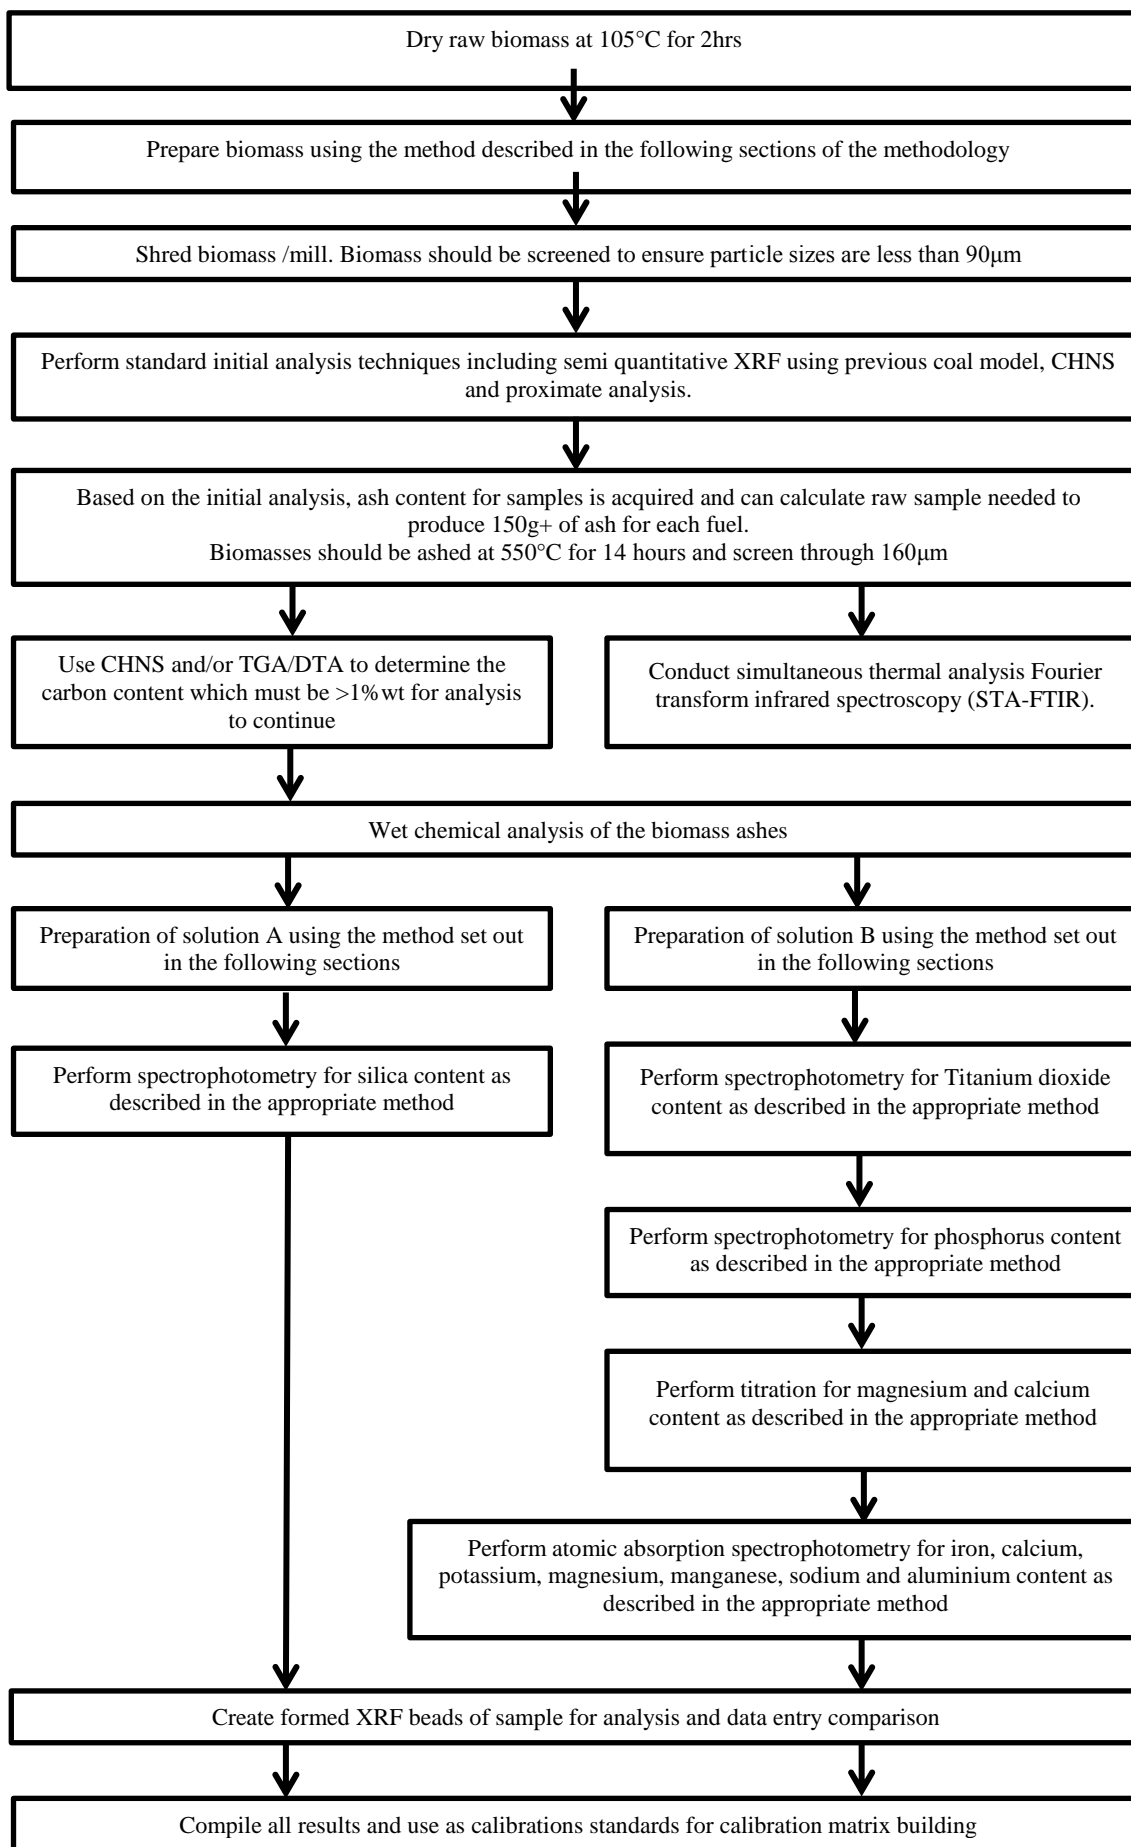 Dry raw biomass at 105°C for 2hrs
Prepare biomass using the method described in the following sections of the methodology
Shred biomass /mill. Biomass should be screened to ensure particle sizes are less than 90μm
Perform standard initial analysis techniques including semi quantitative XRF using previous coal model, CHNS
and proximate analysis.
Based on the initial analysis, ash content for samples is acquired and can calculate raw sample needed to
produce 150g+ of ash for each fuel.
Biomasses should be ashed at 550°C for 14 hours and screen through 160μm
Use CHNS and/or TGA/DTA to determine the
carbon content which must be >1%wt for analysis
to continue
Conduct simultaneous thermal analysis Fourier
transform infrared spectroscopy (STA-FTIR).
Wet chemical analysis of the biomass ashes
Preparation of solution A using the method set out
in the following sections
Preparation of solution B using the method set out
in the following sections
Perform spectrophotometry for silica content as
described in the appropriate method
Perform spectrophotometry for Titanium dioxide
content as described in the appropriate method
Perform spectrophotometry for phosphorus content
as described in the appropriate method
Perform titration for magnesium and calcium
content as described in the appropriate method
Perform atomic absorption spectrophotometry for iron, calcium,
potassium, magnesium, manganese, sodium and aluminium content as
described in the appropriate method
Create formed XRF beads of sample for analysis and data entry comparison
Compile all results and use as calibrations standards for calibration matrix building